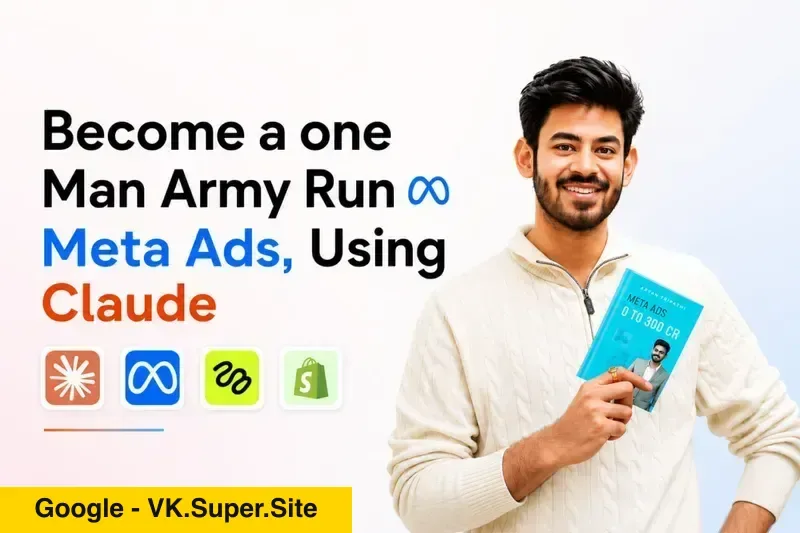 Become a one
Man Army Run
Meta Ads, Using
Claude
META ADS
0 TO 300 CR
Google - VK.Super.Site